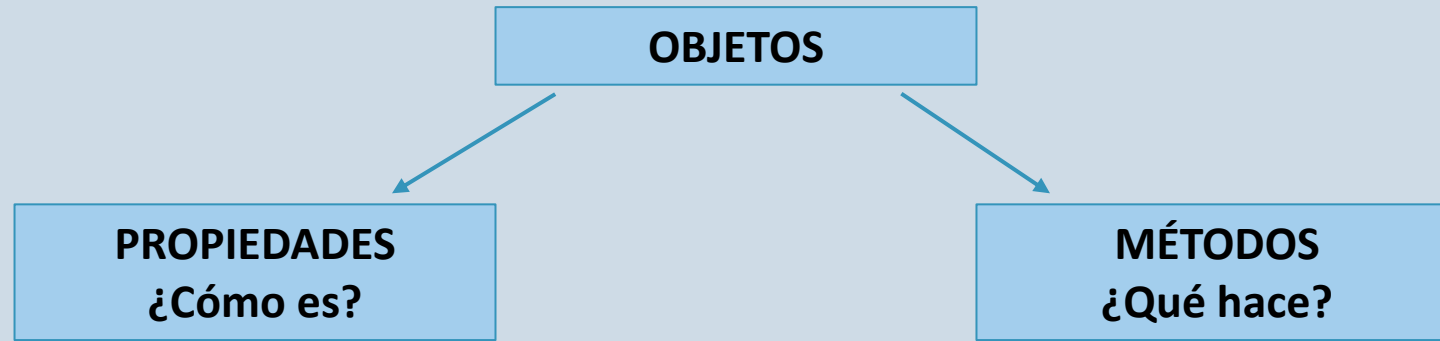 OBJETOS
PROPIEDADES
¿Cómo es?
MÉTODOS
¿Qué hace?